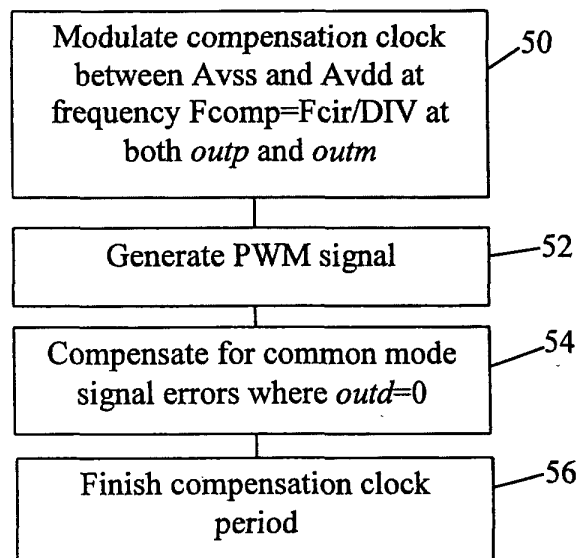 Modulate compensation clock
between Avss and Avdd at
frequency Fcomp=Fcir/DIV at
both outp and outm
50
Generate PWM signal
52
Compensate for common mode
signal errors where outd=0
54
Finish compensation clock
period
56